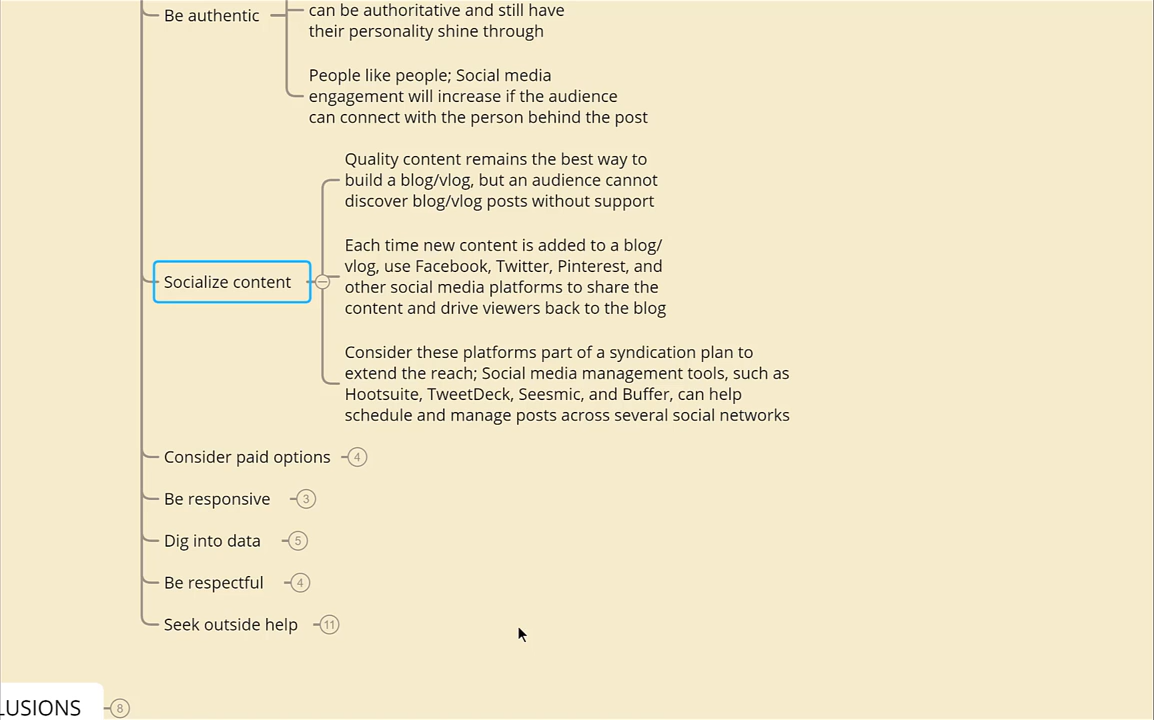 Be authentic
can be authoritative and still have
their personality shine through
People like people; Social media
engagement will increase if the audience
can connect with the person behind the post
Socialize content
Quality content remains the best way to
build a blog/vlog, but an audience cannot
discover blog/vlog posts without support
Each time new content is added to a blog/
vlog, use Facebook, Twitter, Pinterest, and
other social media platforms to share the
content and drive viewers back to the blog
Consider these platforms part of a syndication plan to
extend the reach; Social media management tools, such as
Hootsuite, TweetDeck, Seesmic, and Buffer, can help
schedule and manage posts across several social networks
Consider paid options 4
Be responsive 3
Dig into data 5
Be respectful 4
Seek outside help 11
LUSIONS 8